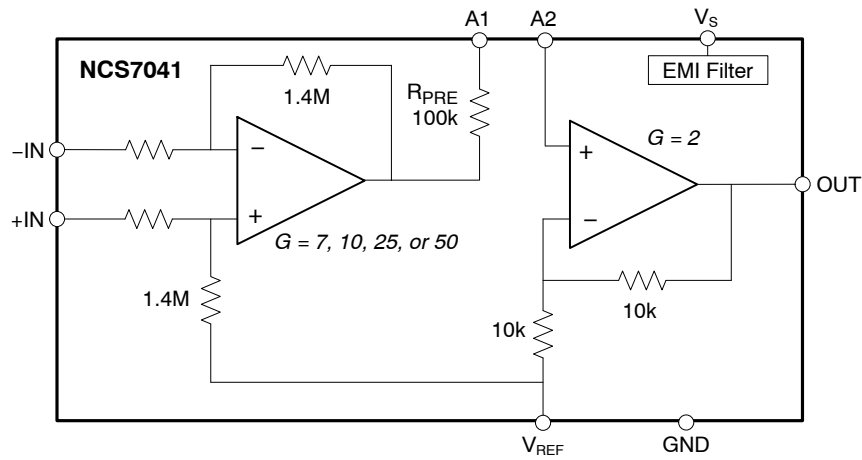 A1 A2 VS
NCS7041
EMI Filter
1.4M
RPRE
100k
G = 2
−IN
−
+
OUT
+IN
+
−
G = 7, 10, 25, or 50
1.4M
10k
10k
VREF
GND